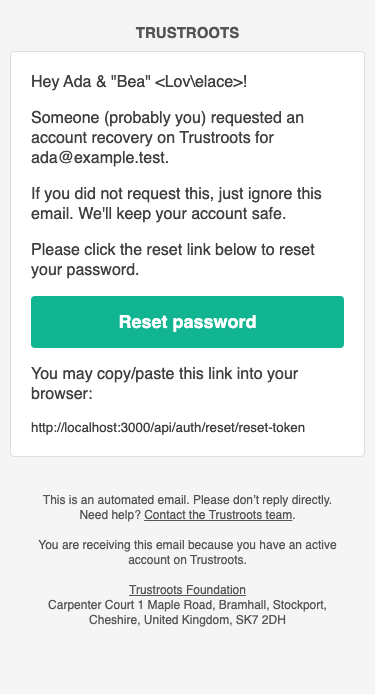 TRUSTROOTS
Hey Ada & "Bea" <Lov\elace>!
Someone (probably you) requested an
account recovery on Trustroots for
ada@example.test.
If you did not request this, just ignore this
email. We'll keep your account safe.
Please click the reset link below to reset
your password.
Reset password
You may copy/paste this link into your
browser:
http://localhost:3000/api/auth/reset/reset-token
This is an automated email. Please don’t reply directly.
Need help? Contact the Trustroots team.
You are receiving this email because you have an active
account on Trustroots.
Trustroots Foundation
Carpenter Court 1 Maple Road, Bramhall, Stockport,
Cheshire, United Kingdom, SK7 2DH